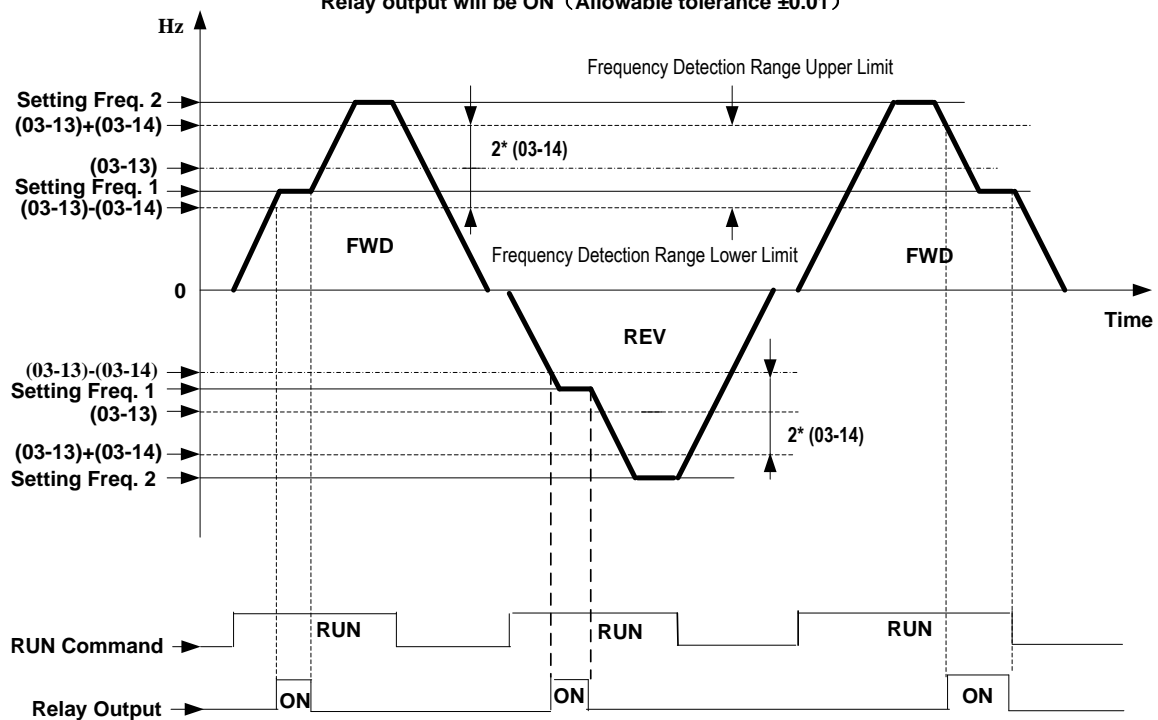 Relay output will be ON（Allowable tolerance ±0.01）
Hz
Frequency Detection Range Upper Limit
Setting Freq. 2
(03-13)+(03-14)
2* (03-14)
(03-13)
Setting Freq. 1
(03-13)-(03-14)
FWD
Frequency Detection Range Lower Limit
FWD
0
Time
REV
(03-13)-(03-14)
Setting Freq. 1
(03-13)
2* (03-14)
(03-13)+(03-14)
Setting Freq. 2
RUN Command
RUN
RUN
RUN
Relay Output
ON
ON
ON